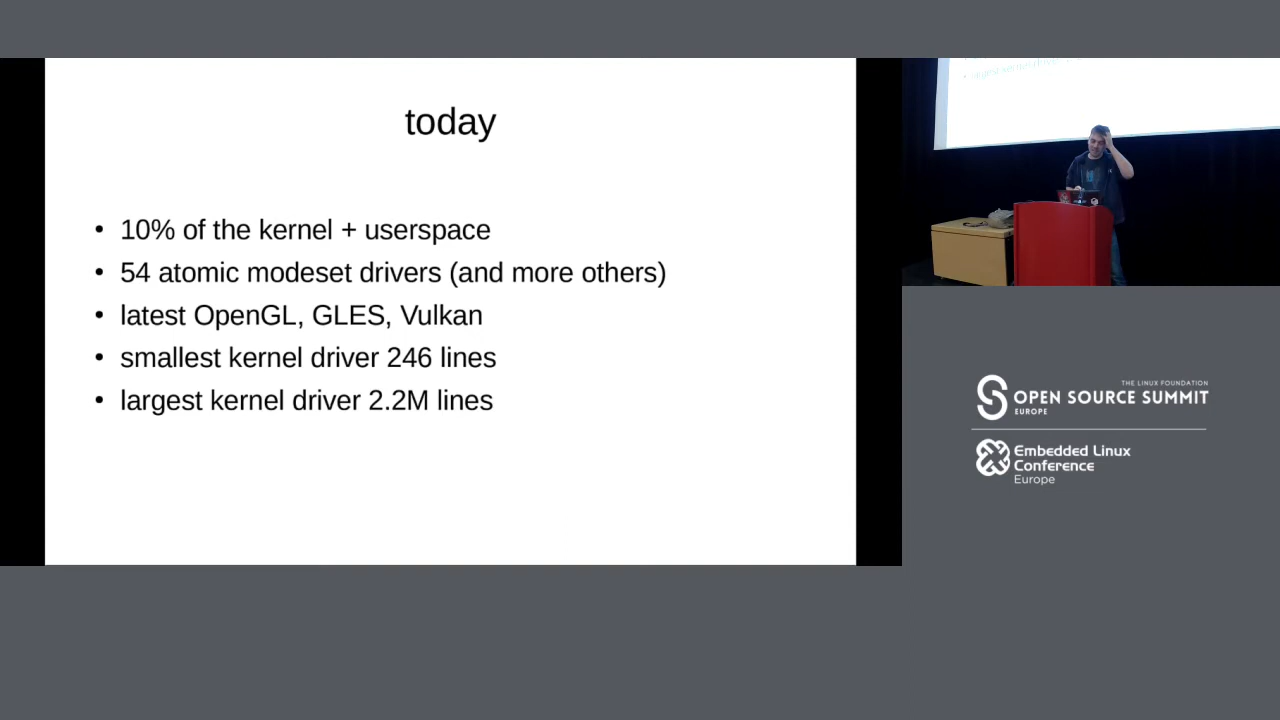 today
• 10% of the kernel + userspace
• 54 atomic modeset drivers (and more others)
• latest OpenGL, GLES, Vulkan
• smallest kernel driver 246 lines
• largest kernel driver 2.2M lines
THE LINUX FOUNDATION
OPEN SOURCE SUMMIT
EUROPE
Embedded Linux
Conference
Europe